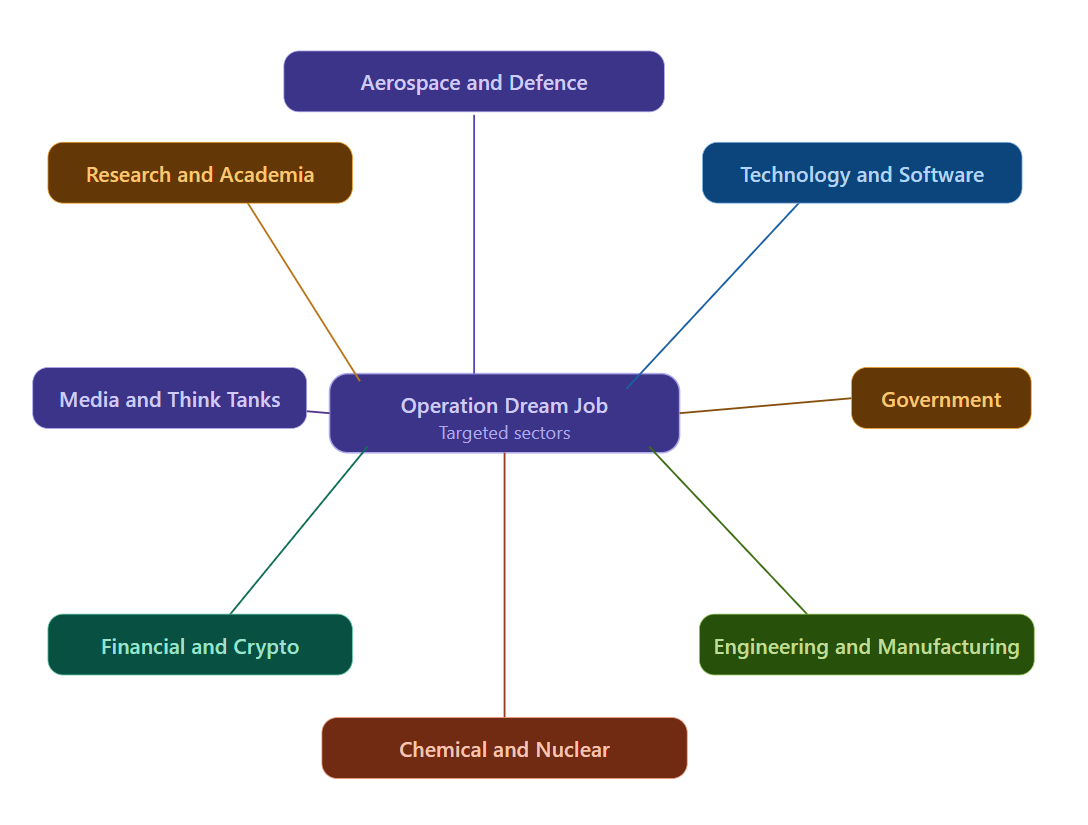 Aerospace and Defence
Research and Academia
Technology and Software
Media and Think Tanks
Operation Dream Job
Targeted sectors
Government
Financial and Crypto
Engineering and Manufacturing
Chemical and Nuclear